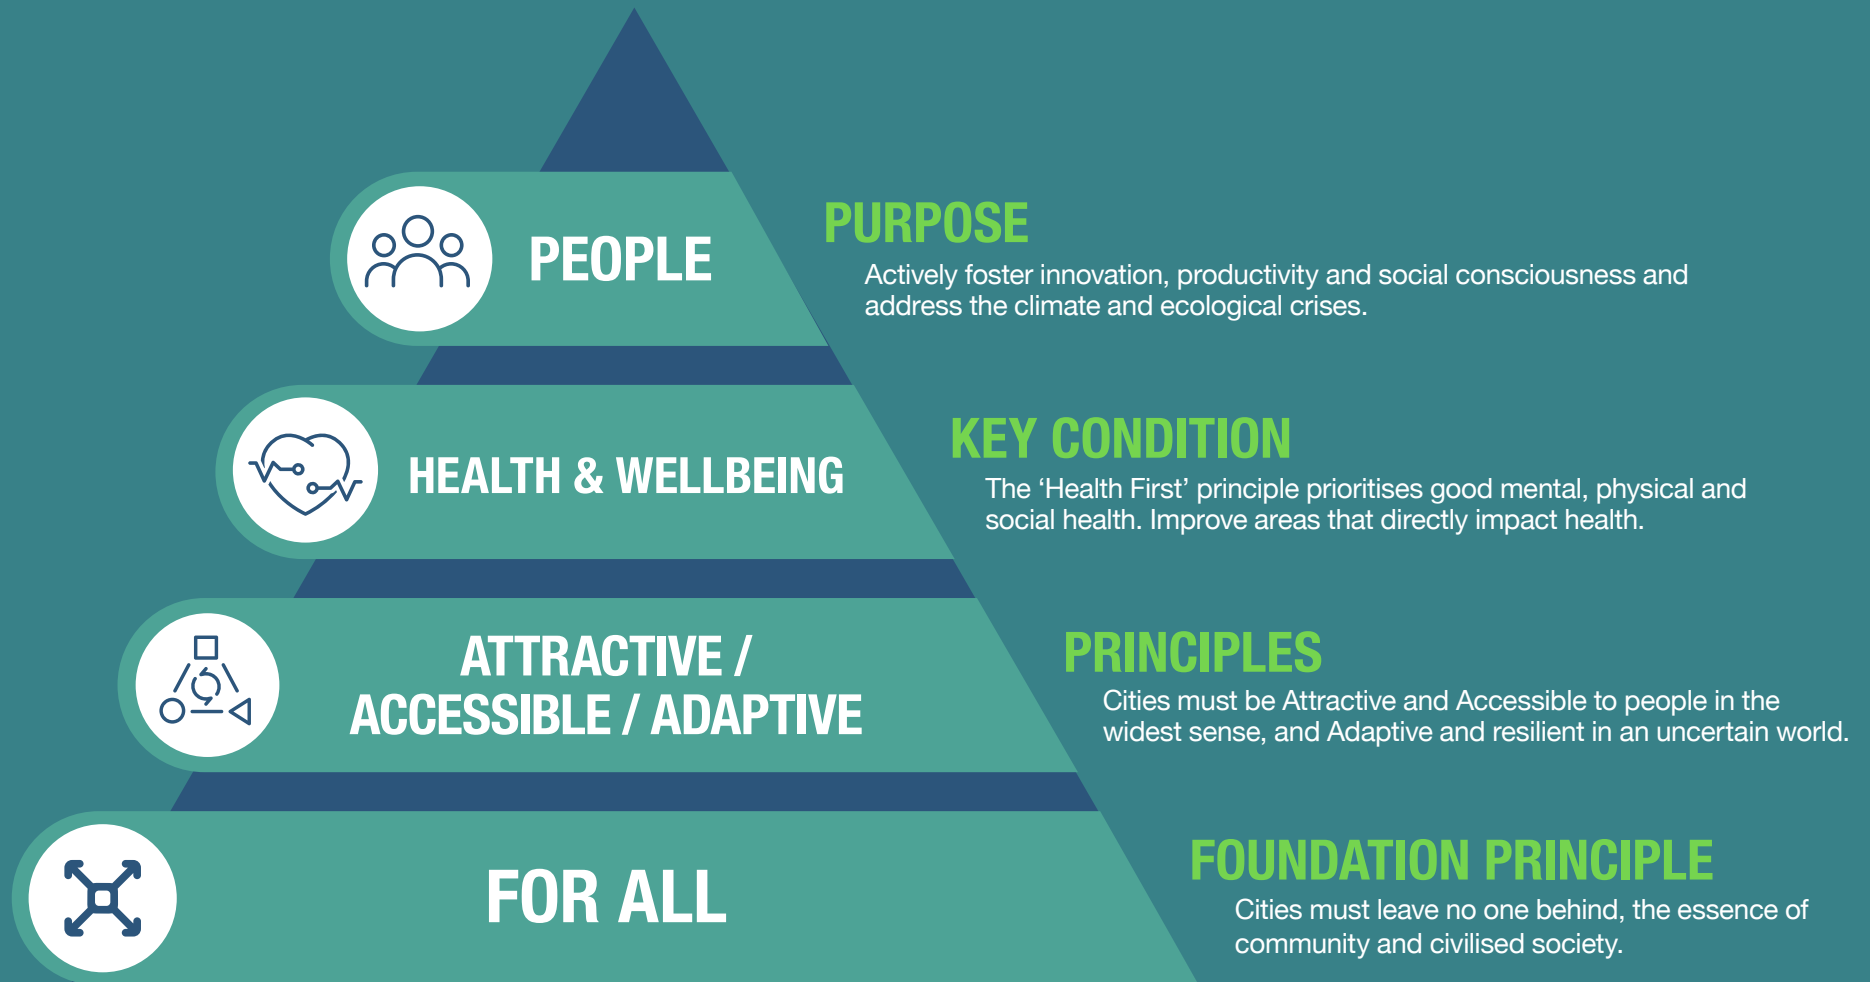 PEOPLE
PURPOSE
Actively foster innovation, productivity and social consciousness and
address the climate and ecological crises.
HEALTH & WELLBEING
KEY CONDITION
The ‘Health First’ principle prioritises good mental, physical and
social health. Improve areas that directly impact health.
ATTRACTIVE /
ACCESSIBLE / ADAPTIVE
PRINCIPLES
Cities must be Attractive and Accessible to people in the
widest sense, and Adaptive and resilient in an uncertain world.
FOR ALL
FOUNDATION PRINCIPLE
Cities must leave no one behind, the essence of
community and civilised society.